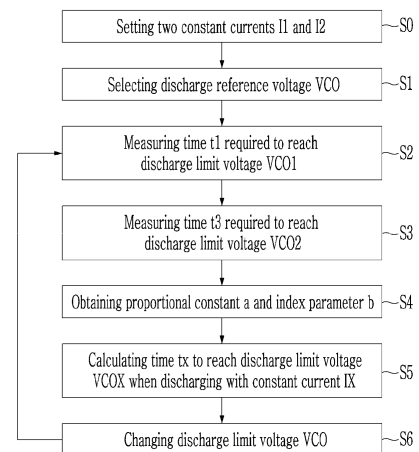 Setting two constant currents I1 and I2
S0
Selecting discharge reference voltage VCO
S1
Measuring time t1 required to reach
discharge limit voltage VCO1
S2
Measuring time t3 required to reach
discharge limit voltage VCO2
S3
Obtaining proportional constant a and index parameter b
S4
Calculating time tx to reach discharge limit voltage
VCOX when discharging with constant current IX
S5
Changing discharge limit voltage VCO
S6